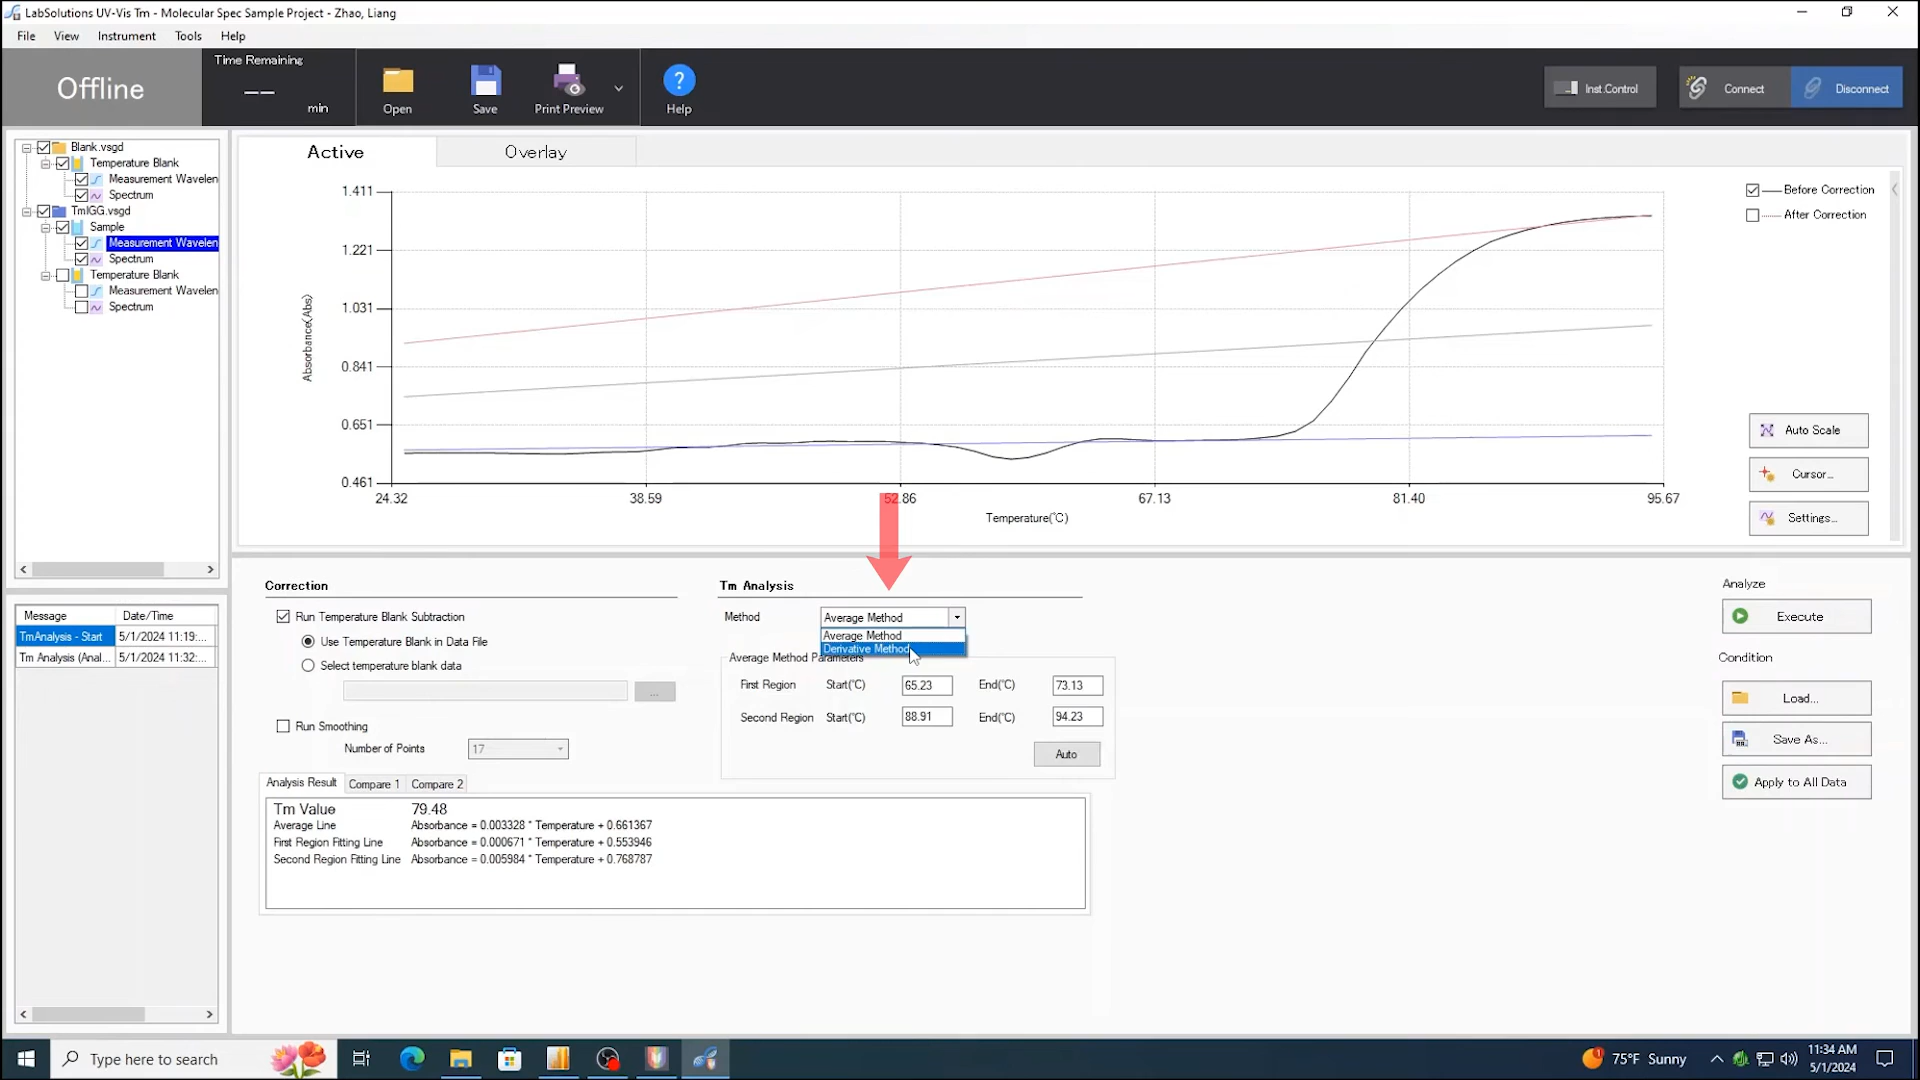 LabSolutions UV-Vis Tm - Molecular Spec Sample Project - Zhao, Liang
File View Instrument Tools Help
Offline
Time Remaining
--
min
Open
Save
Print Preview
Help
Inst.Control
Connect
Disconnect
Blank.vsgd
Temperature Blank
Measurement Wavelen
Spectrum
TmIGG.vsgd
Sample
Measurement Wavelen
Spectrum
Temperature Blank
Measurement Wavelen
Spectrum
Active
Overlay
1.411
1.221
1.031
0.841
0.651
0.461
Absorbance(Abs)
24.32
38.59
52.86
67.13
81.40
95.67
Temperature(℃)
Before Correction
After Correction
Auto Scale
Cursor...
Settings...
Message Date/Time
TmAnalysis - Start 5/1/2024 11:19:...
Tm Analysis (Anal... 5/1/2024 11:32:...
Correction
Run Temperature Blank Subtraction
Use Temperature Blank in Data File
Select temperature blank data
...
Run Smoothing
Number of Points 17
Tm Analysis
Method Average Method
Average Method
Derivative Method
Average Method Parameters
First Region Start(℃) 65.23 End(℃) 73.13
Second Region Start(℃) 88.91 End(℃) 94.23
Auto
Analysis Result Compare 1 Compare 2
Tm Value 79.48
Average Line Absorbance = 0.003328 * Temperature + 0.661367
First Region Fitting Line Absorbance = 0.000671 * Temperature + 0.553946
Second Region Fitting Line Absorbance = 0.005984 * Temperature + 0.768787
Analyze
Execute
Condition
Load...
Save As...
Apply to All Data
Type here to search
75°F Sunny
11:34 AM
5/1/2024